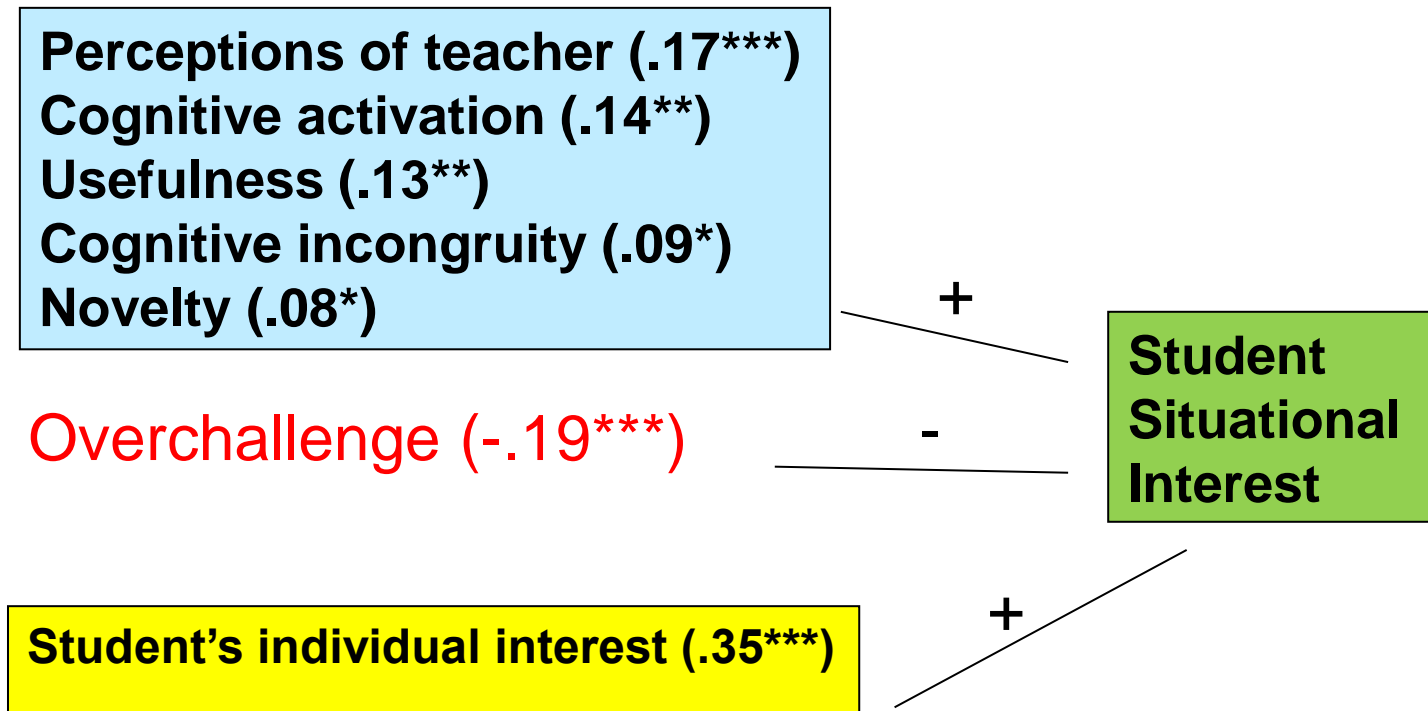 Perceptions of teacher (.17***)
Cognitive activation (.14**)
Usefulness (.13**)
Cognitive incongruity (.09*)
Novelty (.08*)
+
Student
Situational
Interest
Overchallenge (-.19***)
-
+
Student’s individual interest (.35***)